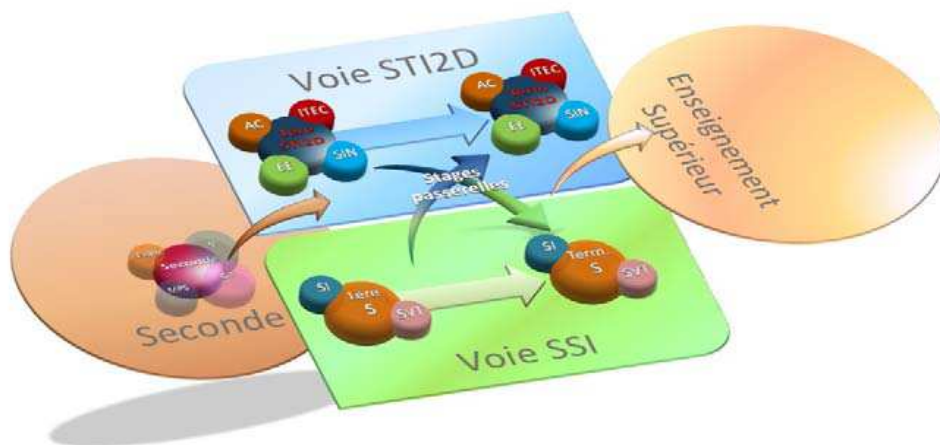 Voie STI2D
AC
ITEC
EE
SIN
AC
ITEC
EE
SIN
Stages
passerelles
Enseignement
Supérieur
Seconde
Seconde
SI
S
SVT
SI
Term.
S
SVT
Voie SSI